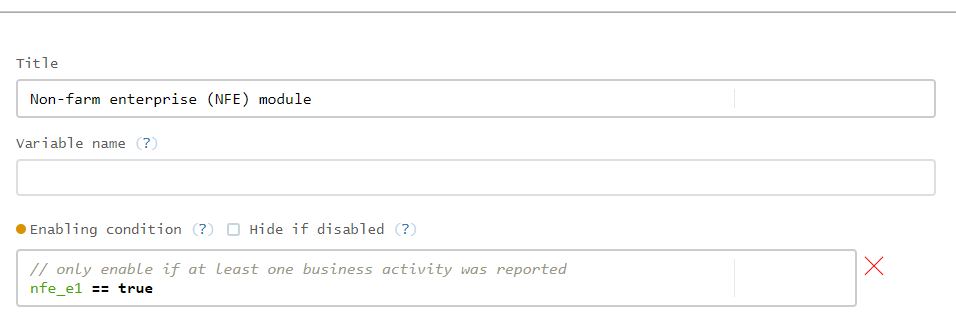 Title
Non-farm enterprise (NFE) module
Variable name (?)
Enabling condition (?) Hide if disabled (?)
// only enable if at least one business activity was reported
nfe_e1 == true